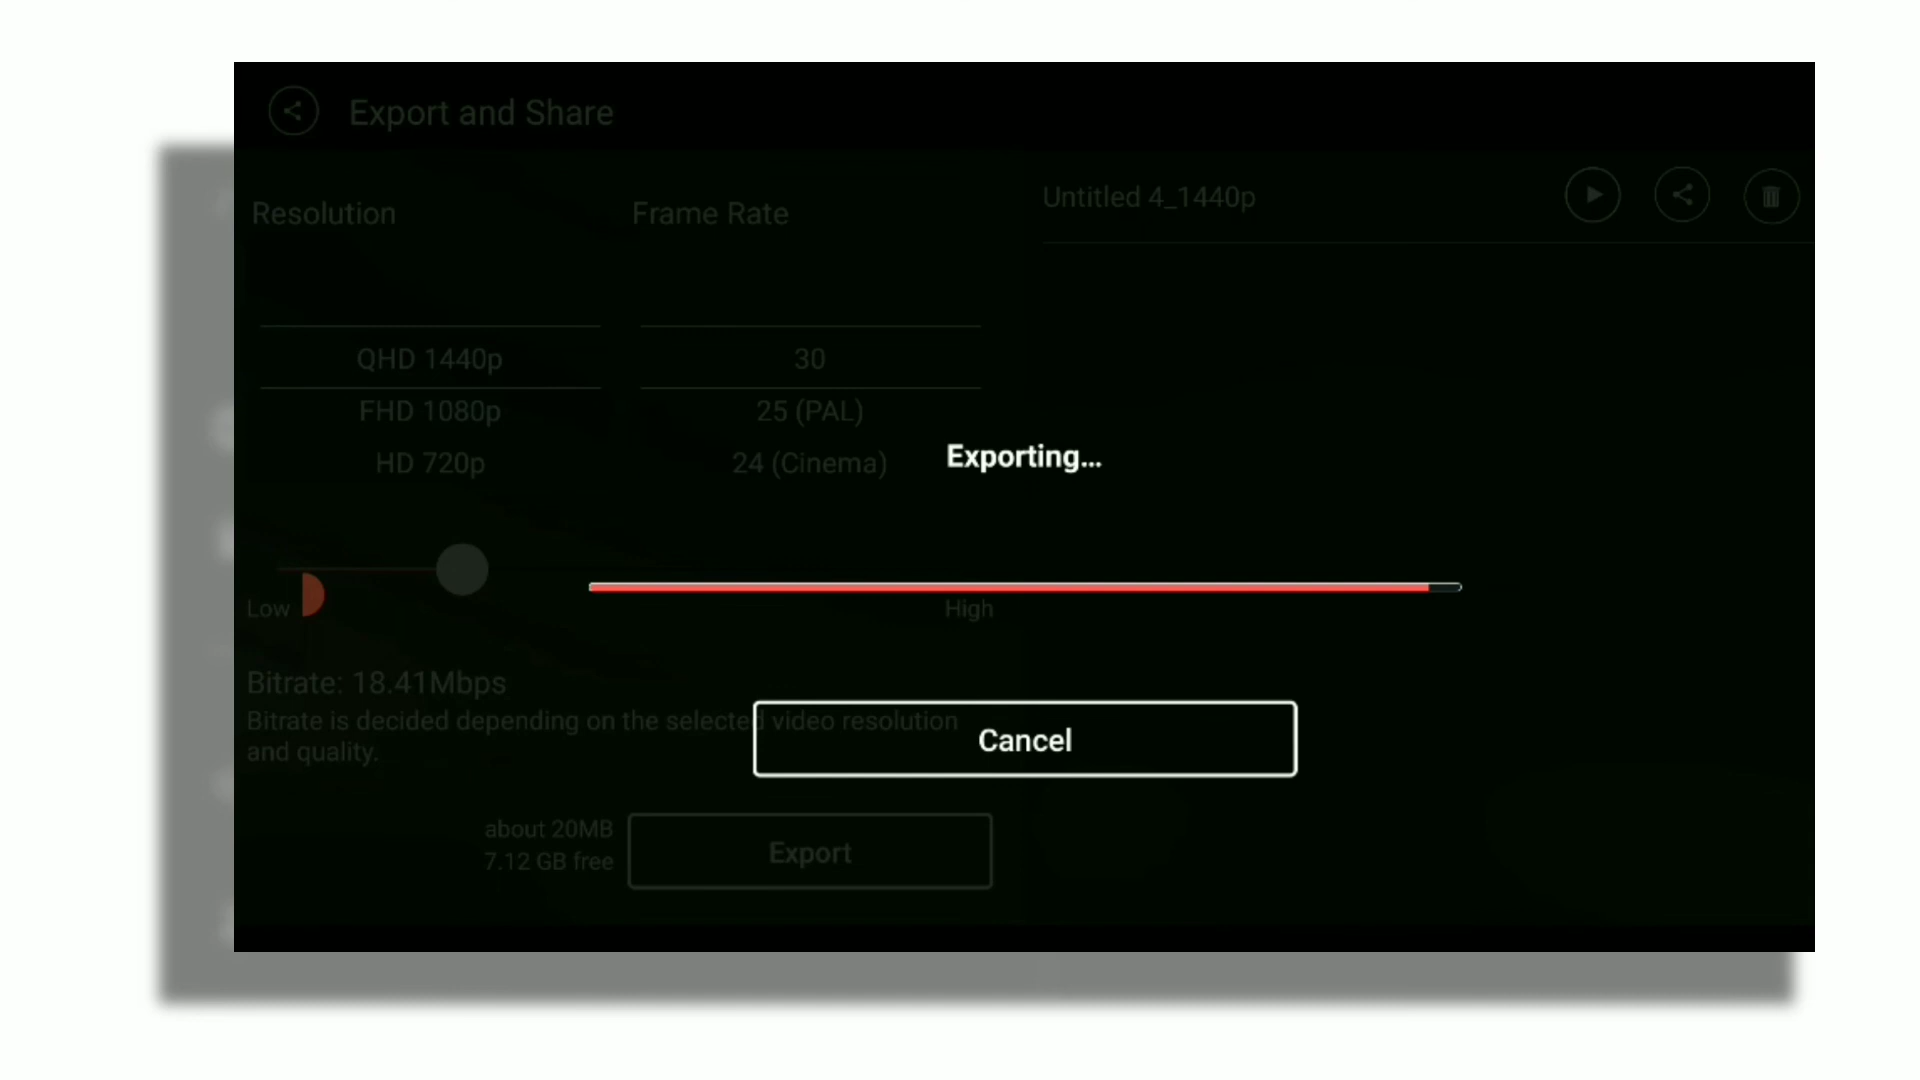 Export and Share
Resolution
Frame Rate
Untitled 4_1440p
QHD 1440p
30
FHD 1080p
25 (PAL)
HD 720p
24 (Cinema)
Exporting...
Low
High
Bitrate: 18.41Mbps
Bitrate is decided depending on the selected video resolution
and quality.
Cancel
about 20MB
7.12 GB free
Export